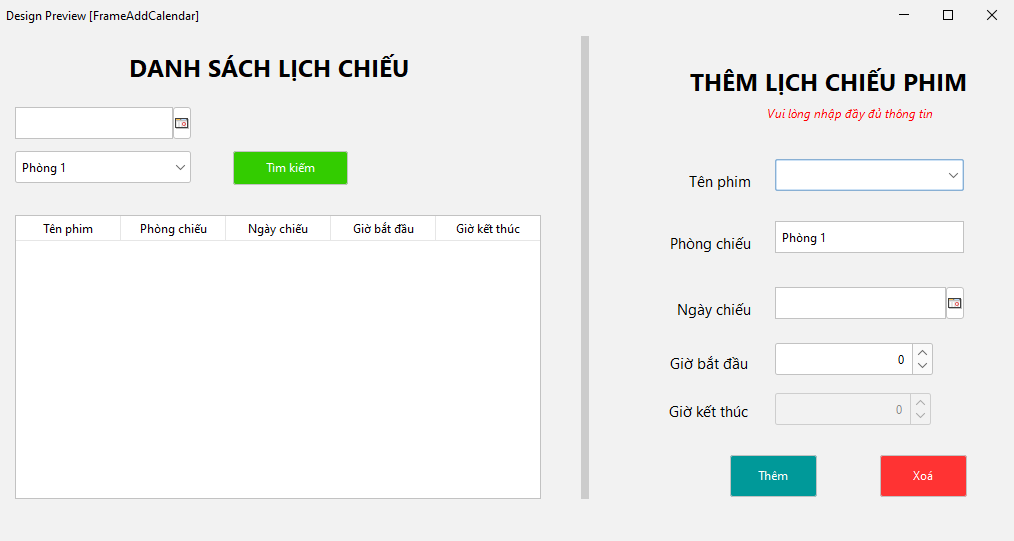 Design Preview [FrameAddCalendar]
DANH SÁCH LỊCH CHIẾU
Phòng 1
Tìm kiếm
Tên phim Phòng chiếu Ngày chiếu Giờ bắt đầu Giờ kết thúc
THÊM LỊCH CHIẾU PHIM
Vui lòng nhập đầy đủ thông tin
Tên phim
Phòng chiếu Phòng 1
Ngày chiếu
Giờ bắt đầu 0
Giờ kết thúc 0
Thêm Xoá